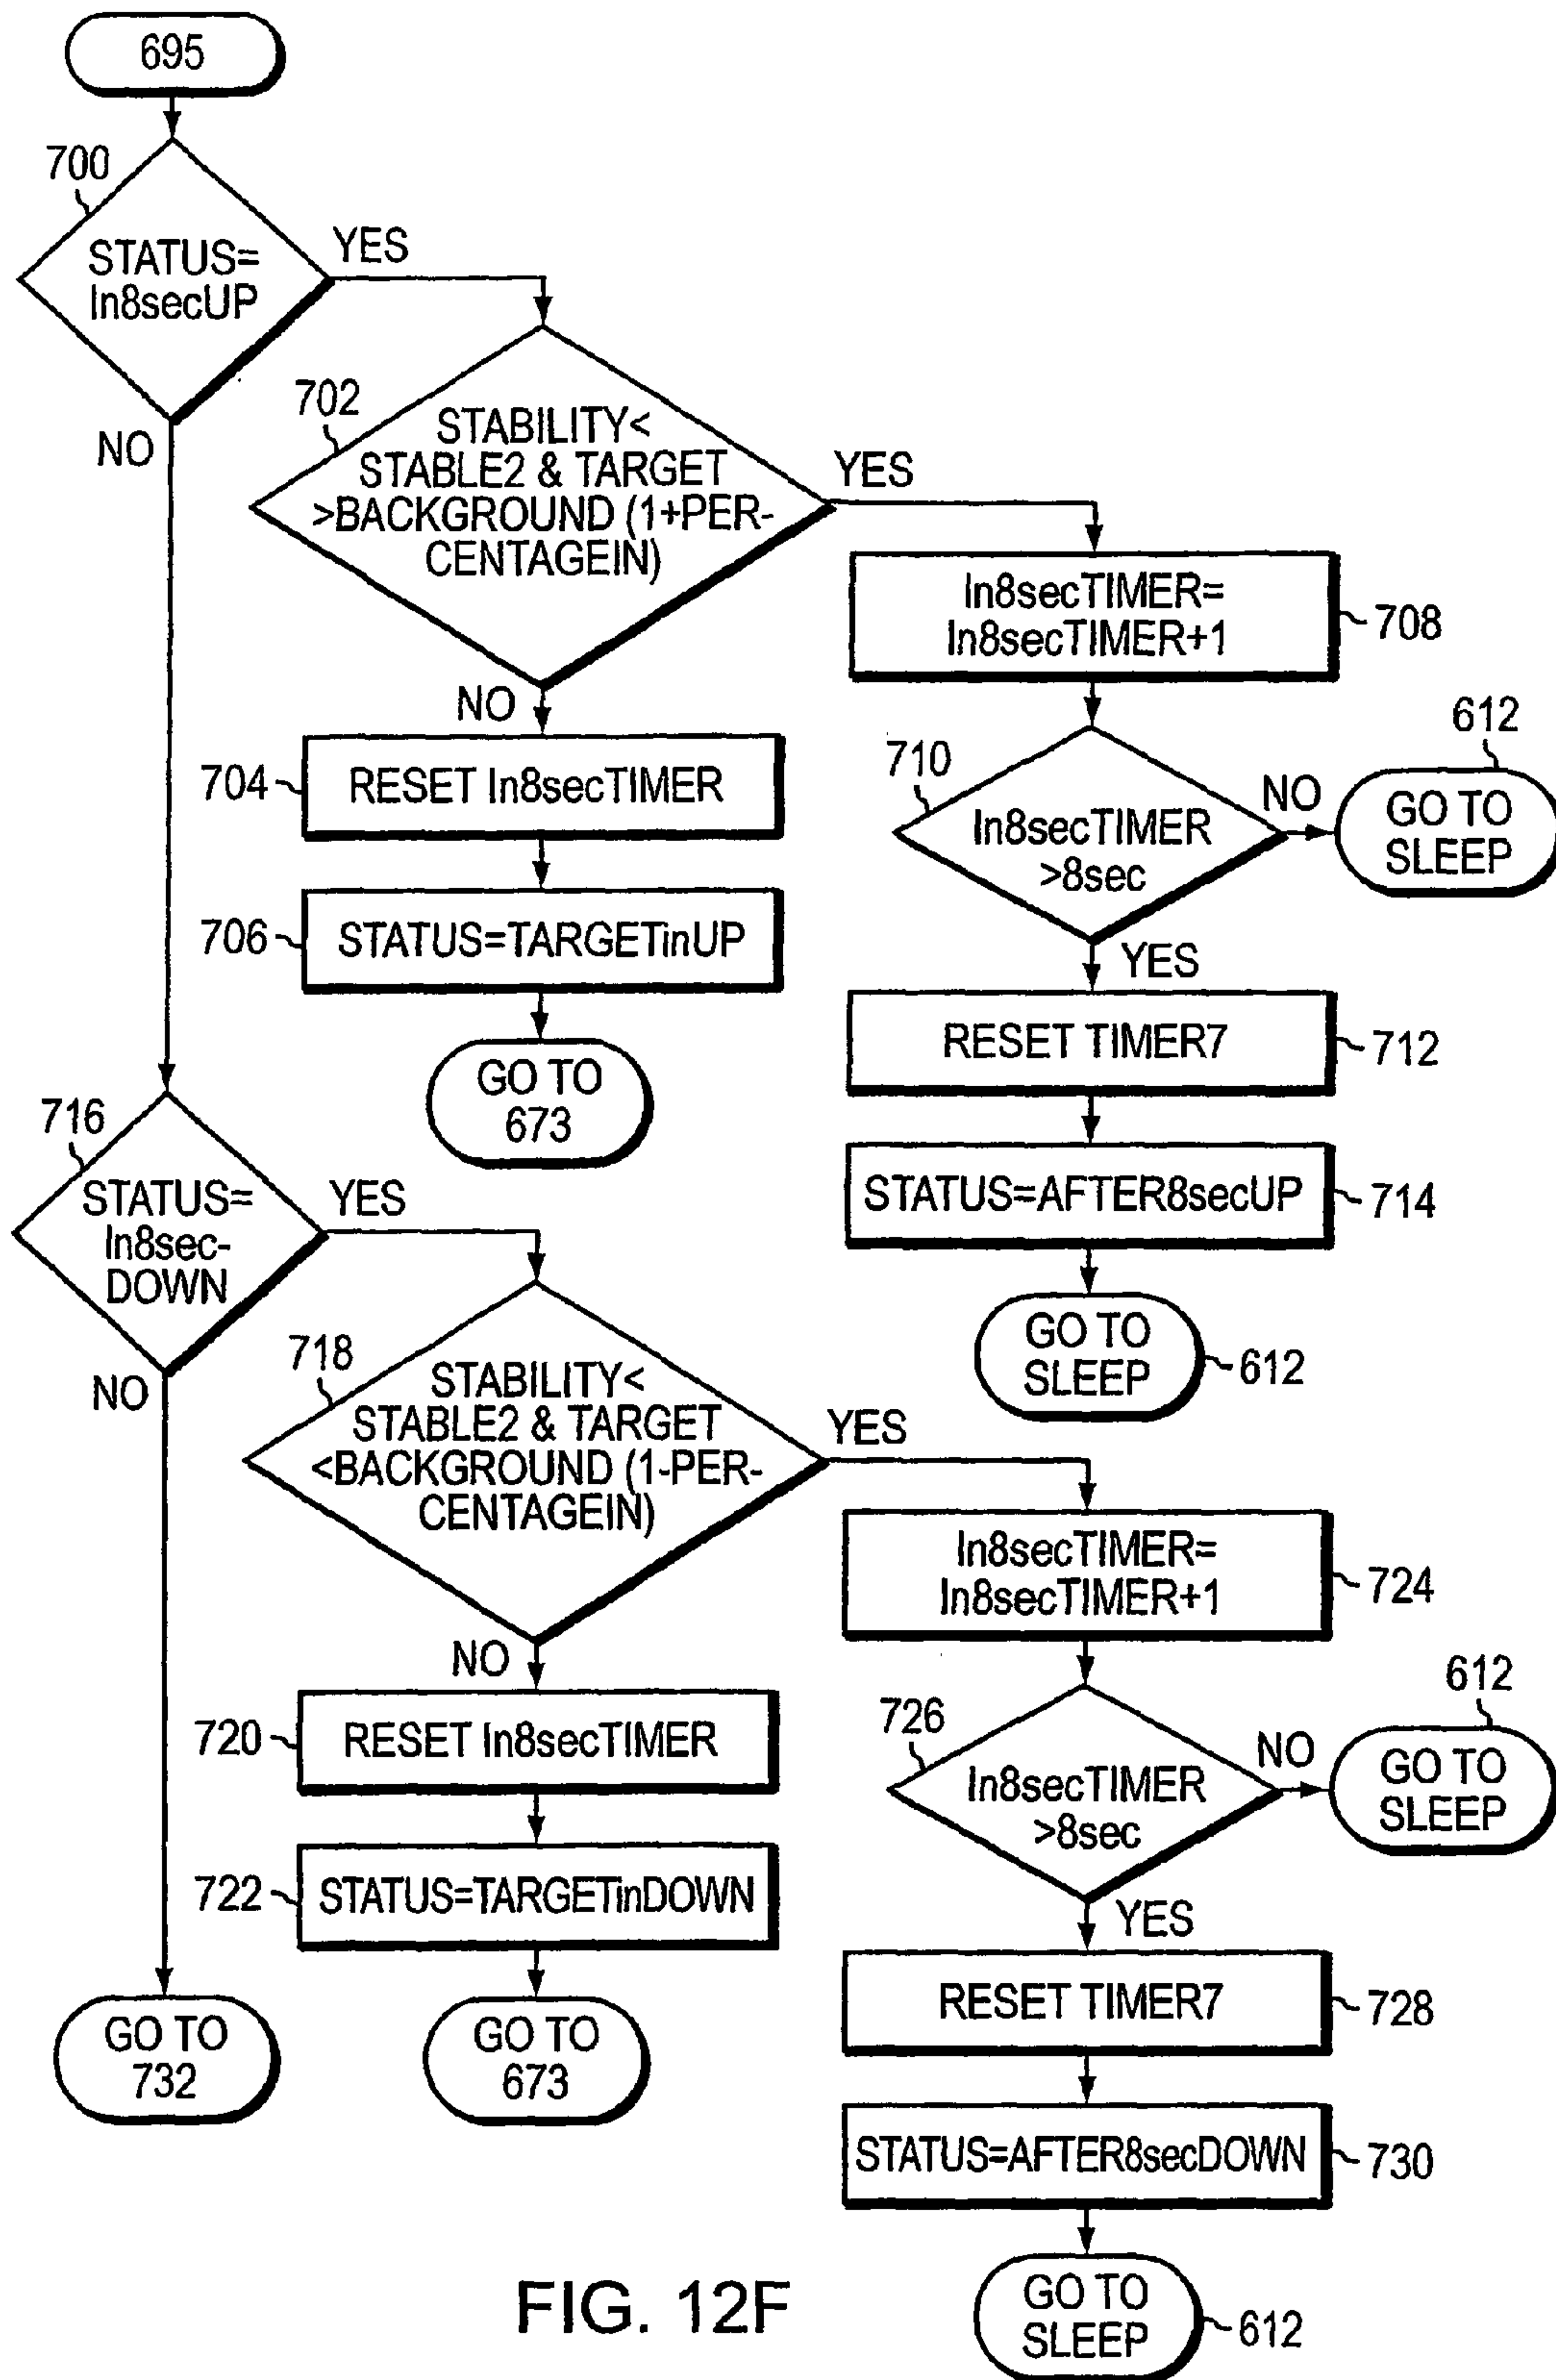 695
700
STATUS=
In8secUP
YES
NO
702
STABILITY<
STABLE2 & TARGET
>BACKGROUND (1+PER-
CENTAGEIN)
YES
NO
704
RESET In8secTIMER
706
STATUS=TARGETinUP
GO TO
673
In8secTIMER=
In8secTIMER+1
708
710
In8secTIMER
>8sec
NO
612
GO TO
SLEEP
YES
RESET TIMER7
712
STATUS=AFTER8secUP
714
GO TO
SLEEP
612
716
STATUS=
In8sec-
DOWN
YES
NO
GO TO
732
718
STABILITY<
STABLE2 & TARGET
<BACKGROUND (1-PER-
CENTAGEIN)
YES
NO
720
RESET In8secTIMER
722
STATUS=TARGETinDOWN
GO TO
673
In8secTIMER=
In8secTIMER+1
724
726
In8secTIMER
>8sec
NO
612
GO TO
SLEEP
YES
RESET TIMER7
728
STATUS=AFTER8secDOWN
730
GO TO
SLEEP
612
FIG. 12F